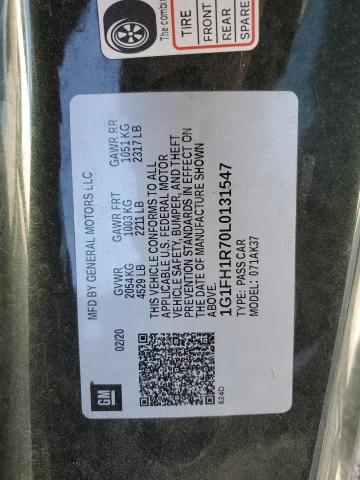 The combin
TIRE
FRONT
REAR
SPARE
MFD BY GENERAL MOTORS LLC
02/20 GVWR GAWR FRT GAWR RR
2054 KG 1003 KG 1051 KG
4529 LB 2211 LB 2317 LB
THIS VEHICLE CONFORMS TO ALL
APPLICABLE U.S. FEDERAL MOTOR
VEHICLE SAFETY, BUMPER, AND THEFT
PREVENTION STANDARDS IN EFFECT ON
THE DATE OF MANUFACTURE SHOWN
ABOVE.
1G1FH1R70L0131547
TYPE: PASS CAR
MODEL: 071AK37
GM
624D